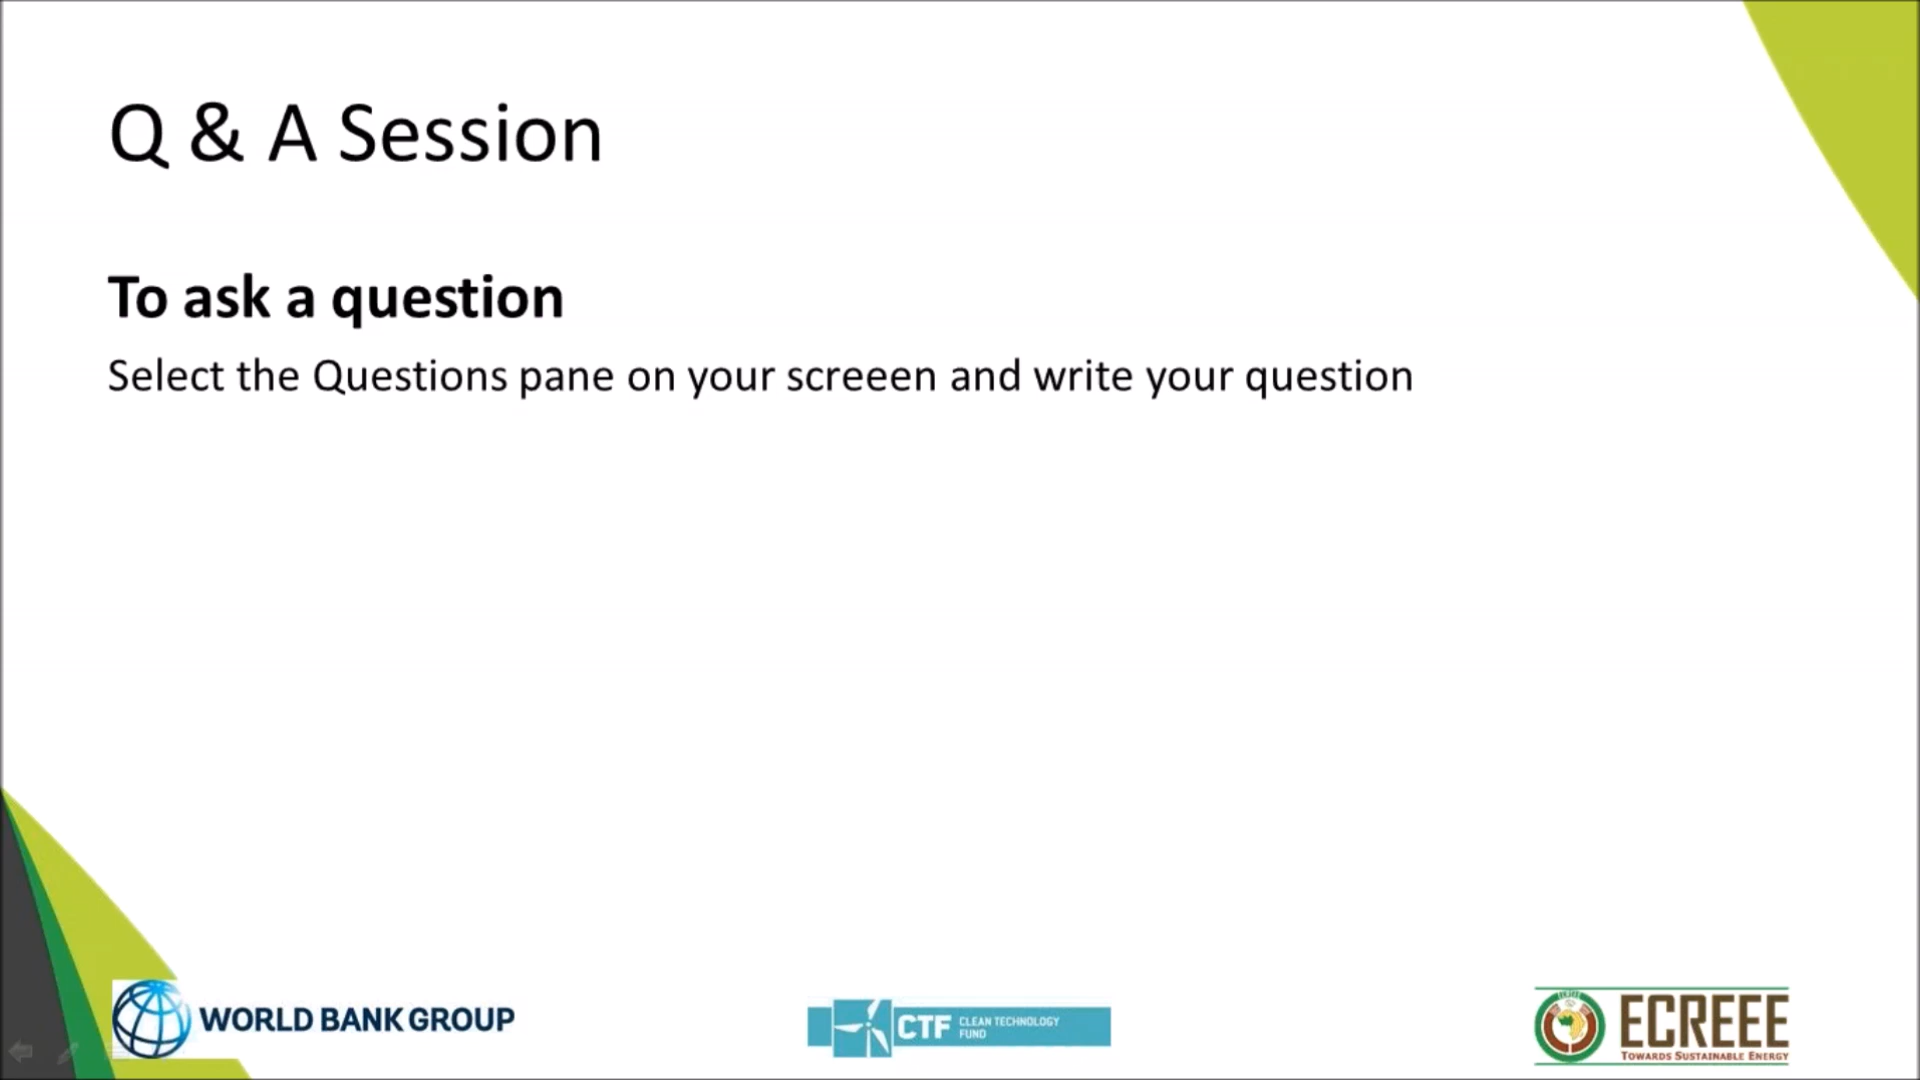 Q & A Session
To ask a question
Select the Questions pane on your screeen and write your question
WORLD BANK GROUP
CTF CLEAN TECHNOLOGY
FUND
ECREEE
TOWARDS SUSTAINABLE ENERGY